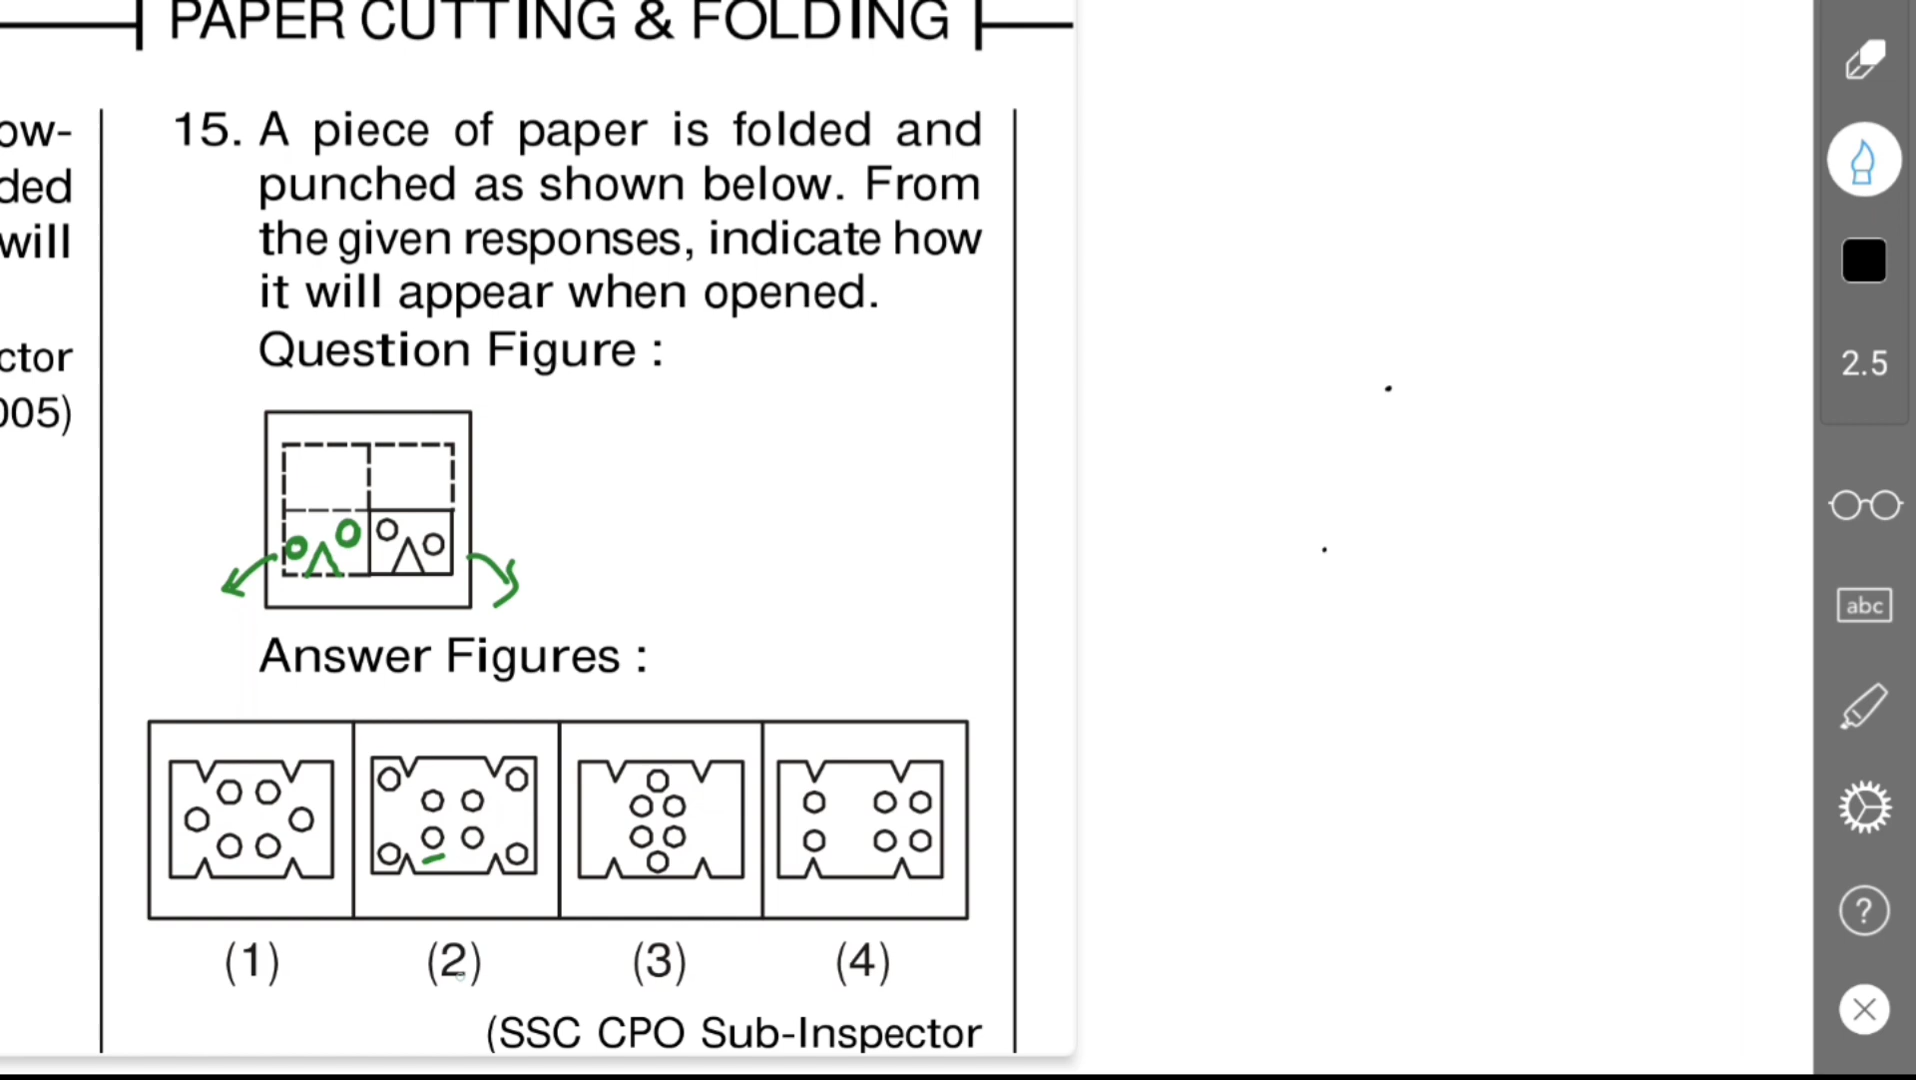 PAPER CUTTING & FOLDING
ow-
ded
will
ctor
005)
15. A piece of paper is folded and
punched as shown below. From
the given responses, indicate how
it will appear when opened.
Question Figure :
Answer Figures :
(1) (2) (3) (4)
(SSC CPO Sub-Inspector
2.5
abc
?